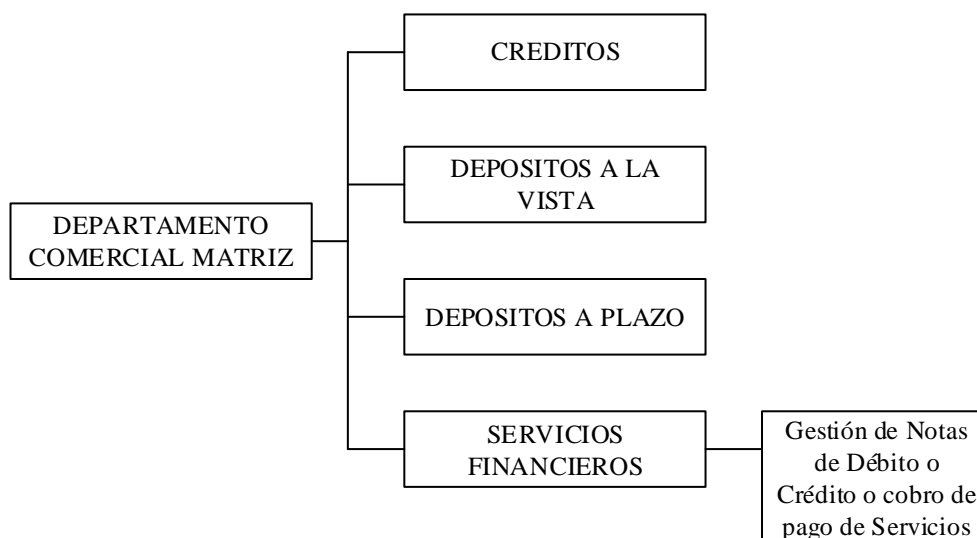 CREDITOS
DEPOSITOS A LA
VISTA
DEPARTAMENTO
COMERCIAL MATRIZ
DEPOSITOS A PLAZO
SERVICIOS
FINANCIEROS
Gestión de Notas
de Débito o
Crédito o cobro de
pago de Servicios